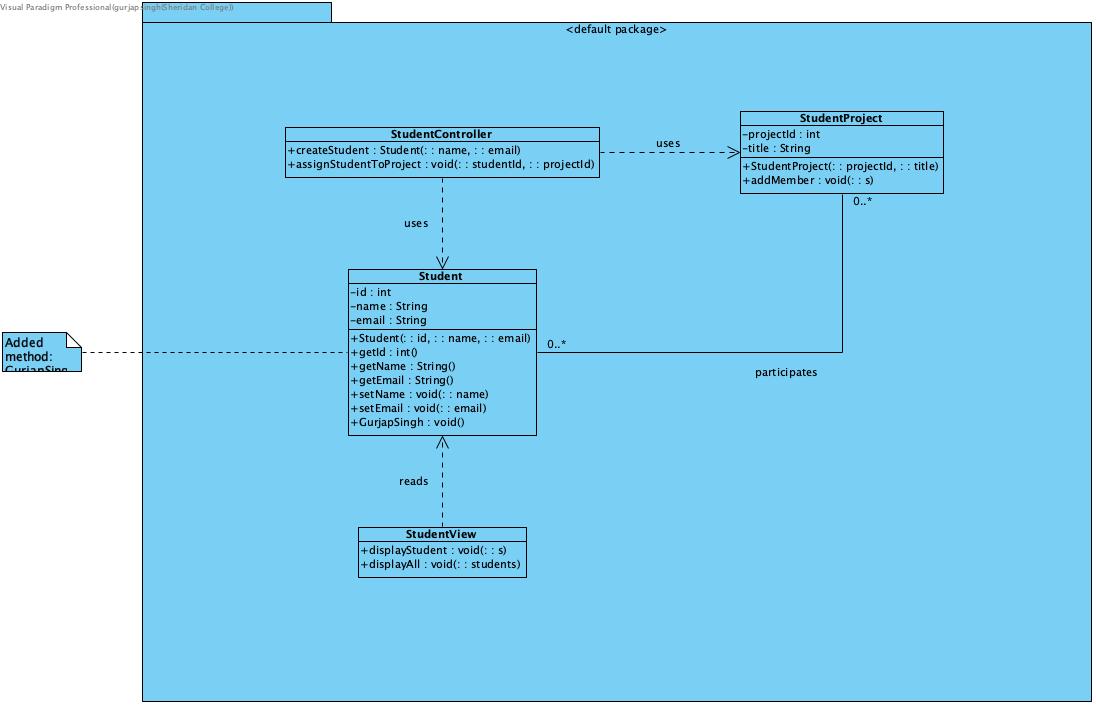 Visual Paradigm Professional(gurjap singh(Sheridan College))
<default package>
StudentController
+createStudent : Student(: : name, : : email)
+assignStudentToProject : void(: : studentId, : : projectId)
uses
StudentProject
-projectId : int
-title : String
+StudentProject(: : projectId, : : title)
+addMember : void(: : s)
0..*
uses
Student
-id : int
-name : String
-email : String
+Student(: : id, : : name, : : email)
+getId : int()
+getName : String()
+getEmail : String()
+setName : void(: : name)
+setEmail : void(: : email)
+GurjapSingh : void()
0..*
participates
Added
method:
GurjapSing
reads
StudentView
+displayStudent : void(: : s)
+displayAll : void(: : students)